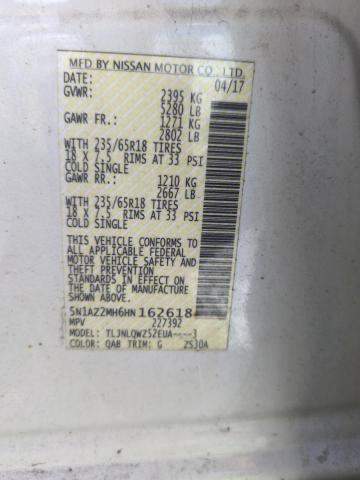 MFD BY NISSAN MOTOR CO., LTD.
DATE: 04/17
GVWR: 2395 KG
5280 LB
GAWR FR.: 1271 KG
2802 LB
WITH 235/65R18 TIRES
18 X 7.5 RIMS AT 33 PSI
COLD SINGLE
GAWR RR.: 1210 KG
2667 LB
WITH 235/65R18 TIRES
18 X 7.5 RIMS AT 33 PSI
COLD SINGLE
THIS VEHICLE CONFORMS TO
ALL APPLICABLE FEDERAL
MOTOR VEHICLE SAFETY
STANDARDS IN EFFECT ON
THE DATE OF MANUFACTURE
SHOWN ABOVE.
5N1AZ2MH6HN162618
MPV 227392
MODEL: TLJNLQWZ52EUA----3
COLOR: QAB TRIM: G 2530A